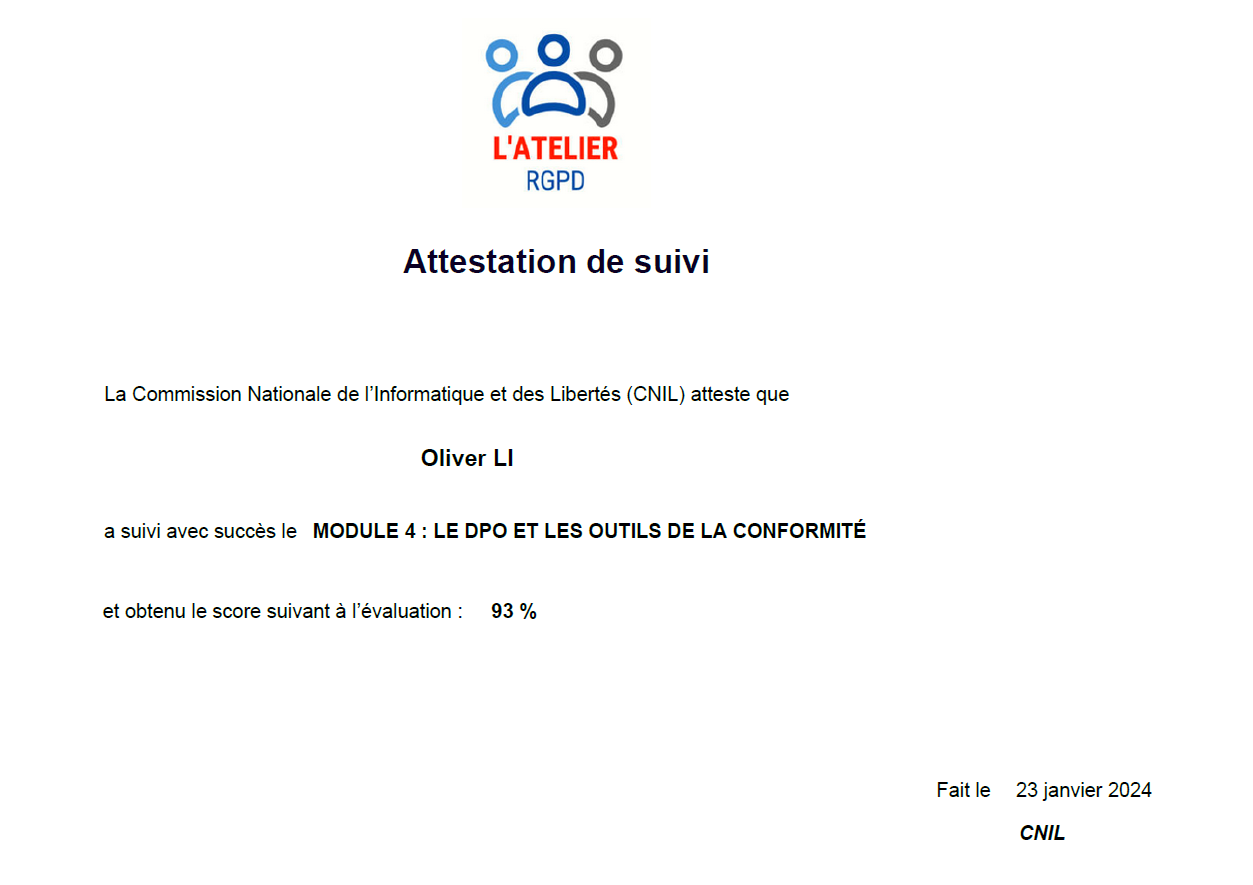 L'ATELIER
RGPD
Attestation de suivi
La Commission Nationale de l’Informatique et des Libertés (CNIL) atteste que
Oliver LI
a suivi avec succès le MODULE 4 : LE DPO ET LES OUTILS DE LA CONFORMITÉ
et obtenu le score suivant à l’évaluation : 93 %
Fait le 23 janvier 2024
CNIL